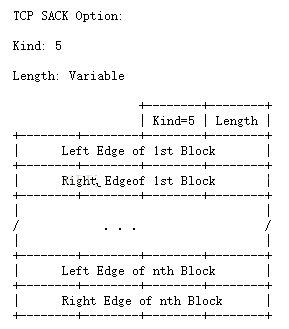 TCP SACK Option:
Kind: 5
Length: Variable
Kind=5 Length
Left Edge of 1st Block
Right Edgeof 1st Block
/ . . . /
Left Edge of nth Block
Right Edge of nth Block